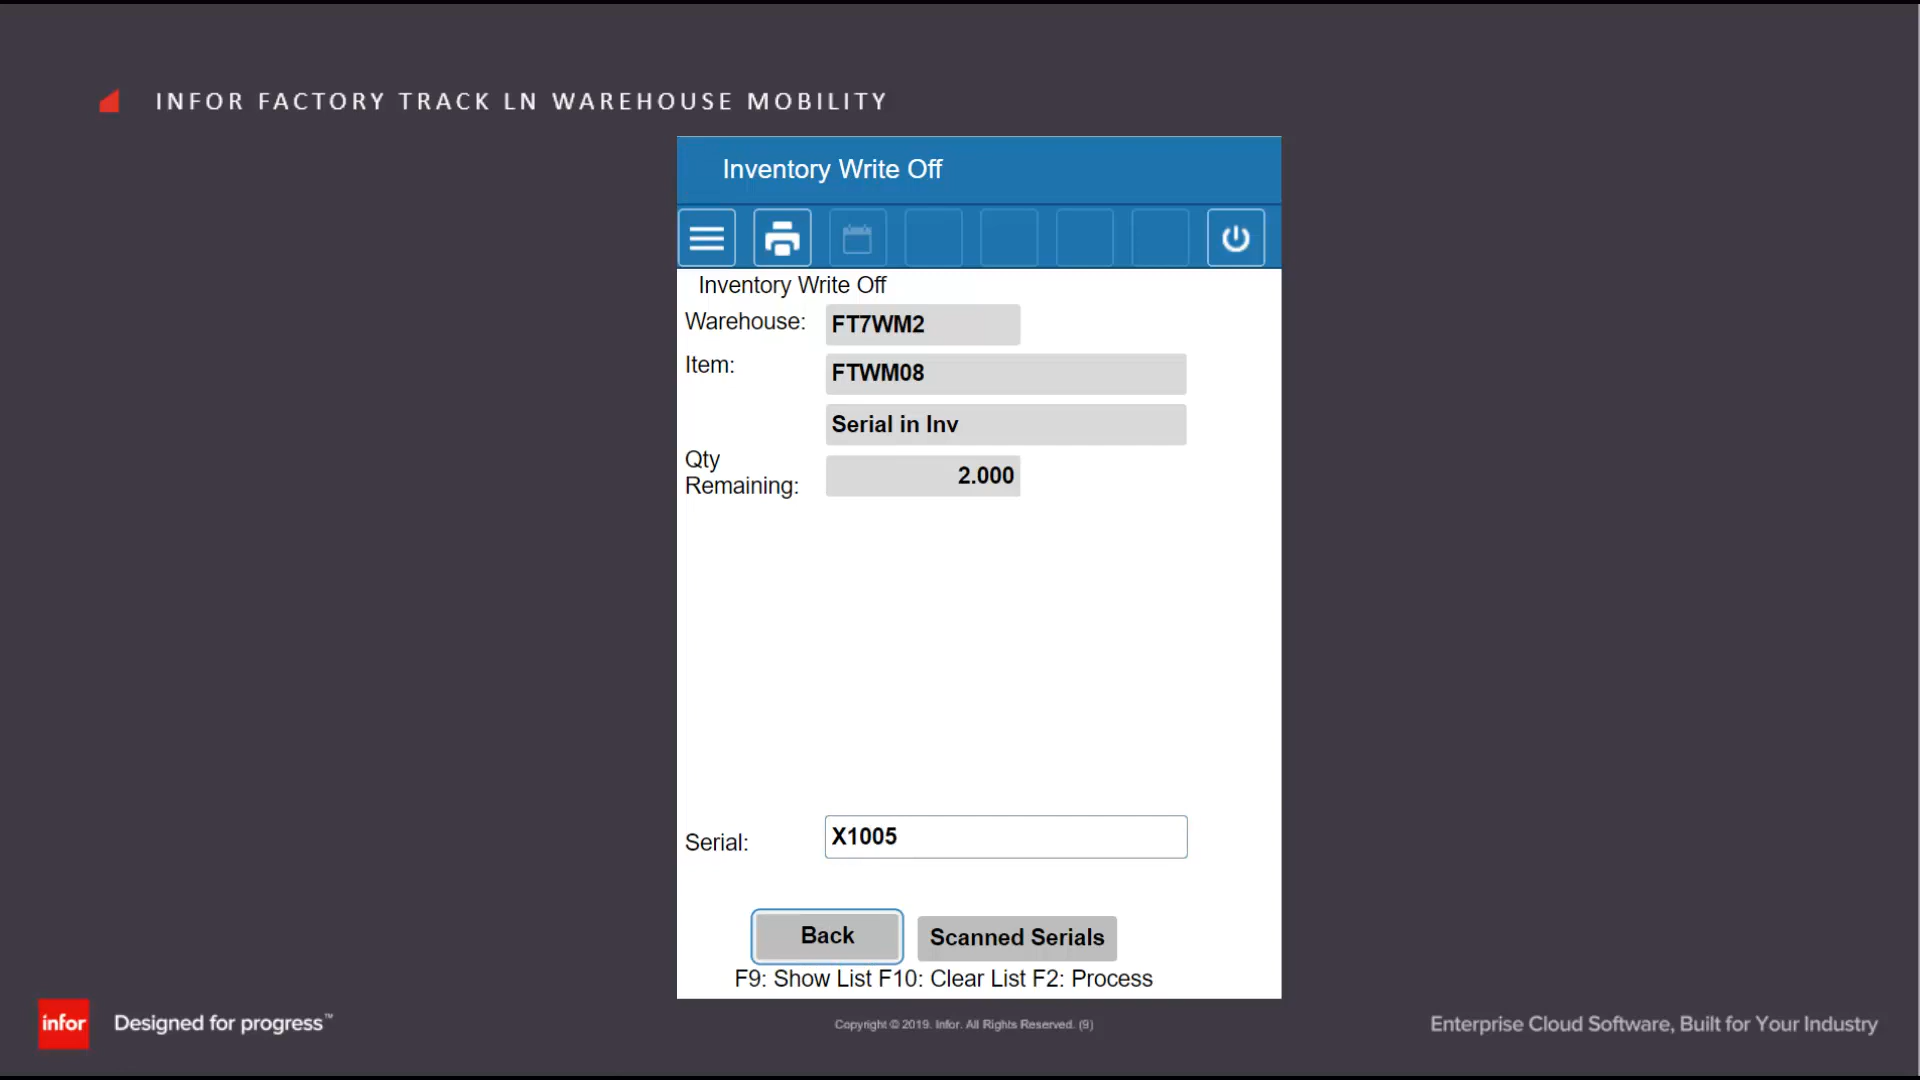 INFOR FACTORY TRACK LN WAREHOUSE MOBILITY
Inventory Write Off
Inventory Write Off
Warehouse: FT7WM2
Item: FTWM08
Serial in Inv
Qty
Remaining: 2.000
Serial: X1005
Back Scanned Serials
F9: Show List F10: Clear List F2: Process
infor Designed for progress™
Copyright © 2019. Infor. All Rights Reserved. (9)
Enterprise Cloud Software, Built for Your Industry